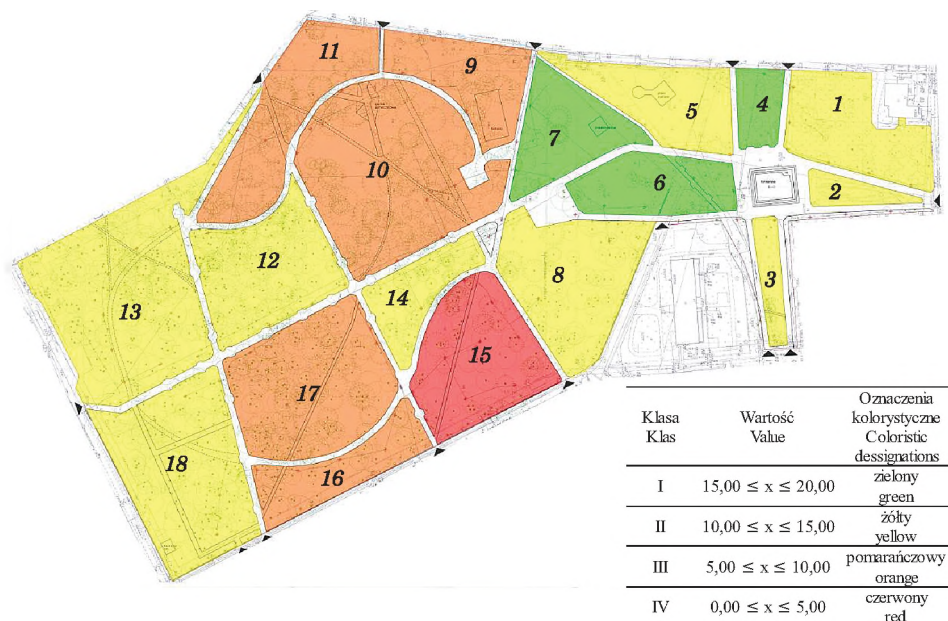 11
9
10
7
5
4
1
6
2
12
8
3
13
14
15
17
18
16
Klasa
Klas
Wartość
Value
Oznaczenia
kolorystyczne
Coloristic
dessignations
I
15,00 ≤ x ≤ 20,00
zielony
green
II
10,00 ≤ x ≤ 15,00
żółty
yellow
III
5,00 ≤ x ≤ 10,00
pomarańczowy
orange
IV
0,00 ≤ x ≤ 5,00
czerwony
red